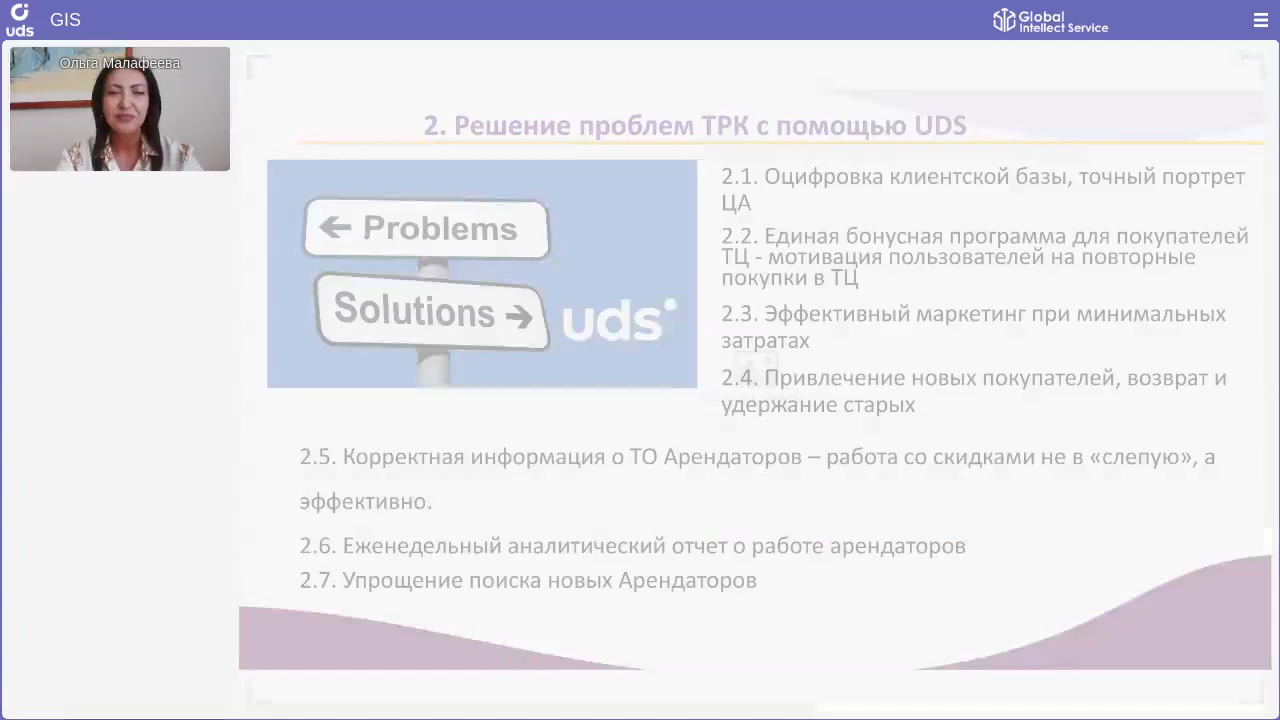 uds
GIS
Global
Intellect Service
Ольга Малафеева
2. Решение проблем ТРК с помощью UDS
Problems
Solutions
uds
2.1. Оцифровка клиентской базы, точный портрет
ЦА
2.2. Единая бонусная программа для покупателей
ТЦ - мотивация пользователей на повторные
покупки в ТЦ
2.3. Эффективный маркетинг при минимальных
затратах
2.4. Привлечение новых покупателей, возврат и
удержание старых
2.5. Корректная информация о ТО Арендаторов – работа со скидками не в «слепую», а
эффективно.
2.6. Еженедельный аналитический отчет о работе арендаторов
2.7. Упрощение поиска новых Арендаторов